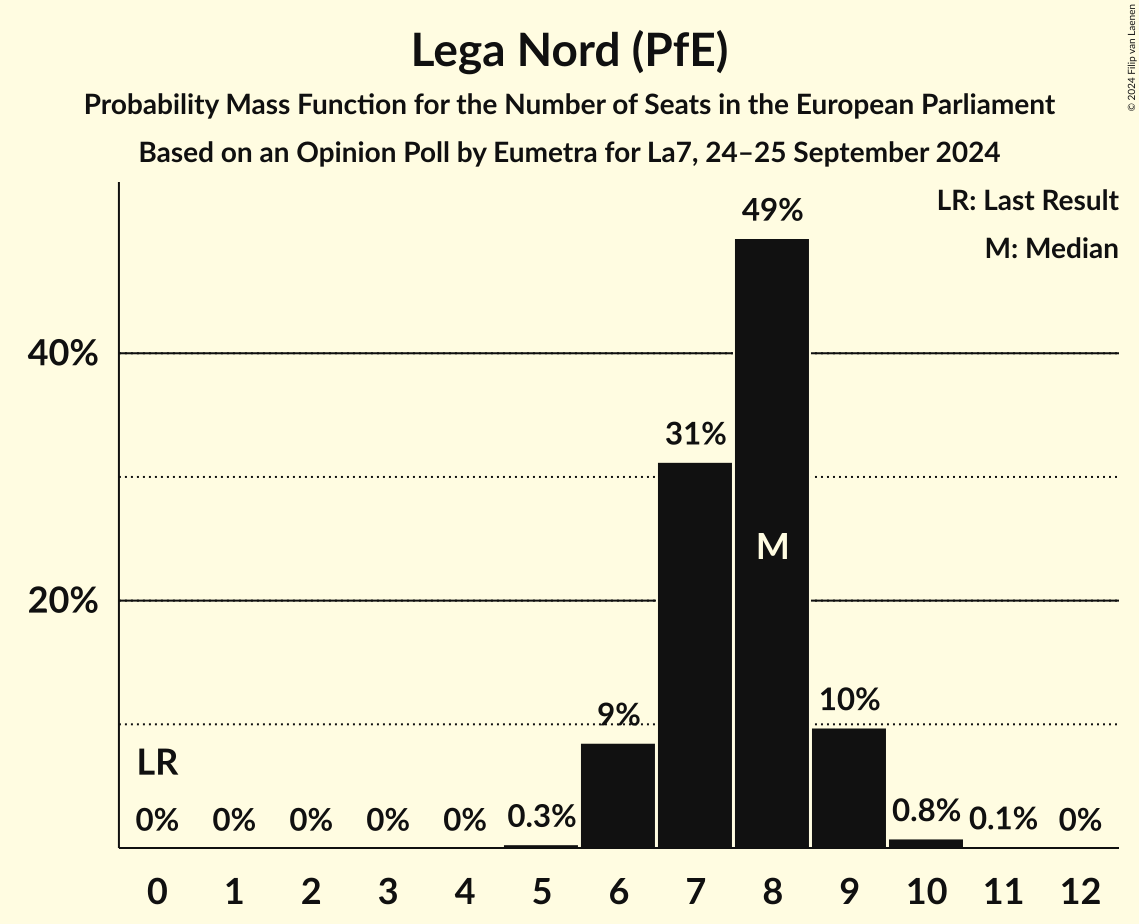 Lega Nord (PfE)
Probability Mass Function for the Number of Seats in the European Parliament
Based on an Opinion Poll by Eumetra for La7, 24–25 September 2024
© 2024 Filip van Laenen
LR: Last Result
M: Median
49%
40%
31%
M
20%
10%
9%
LR
0% 0% 0% 0% 0% 0.3% 0.8% 0.1% 0%
0 1 2 3 4 5 6 7 8 9 10 11 12